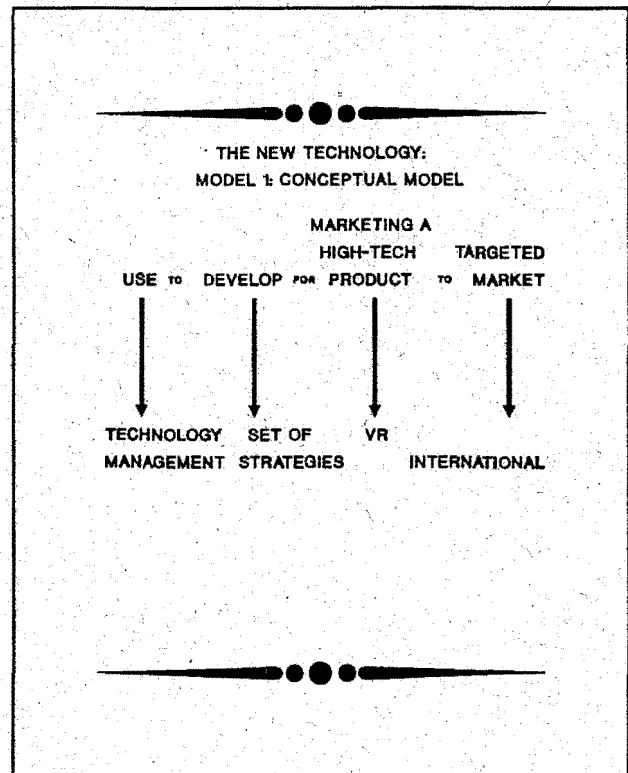 THE NEW TECHNOLOGY:
MODEL 1: CONCEPTUAL MODEL
MARKETING A
HIGH-TECH TARGETED
USE TO DEVELOP FOR PRODUCT TO MARKET
TECHNOLOGY SET OF VR
MANAGEMENT STRATEGIES INTERNATIONAL